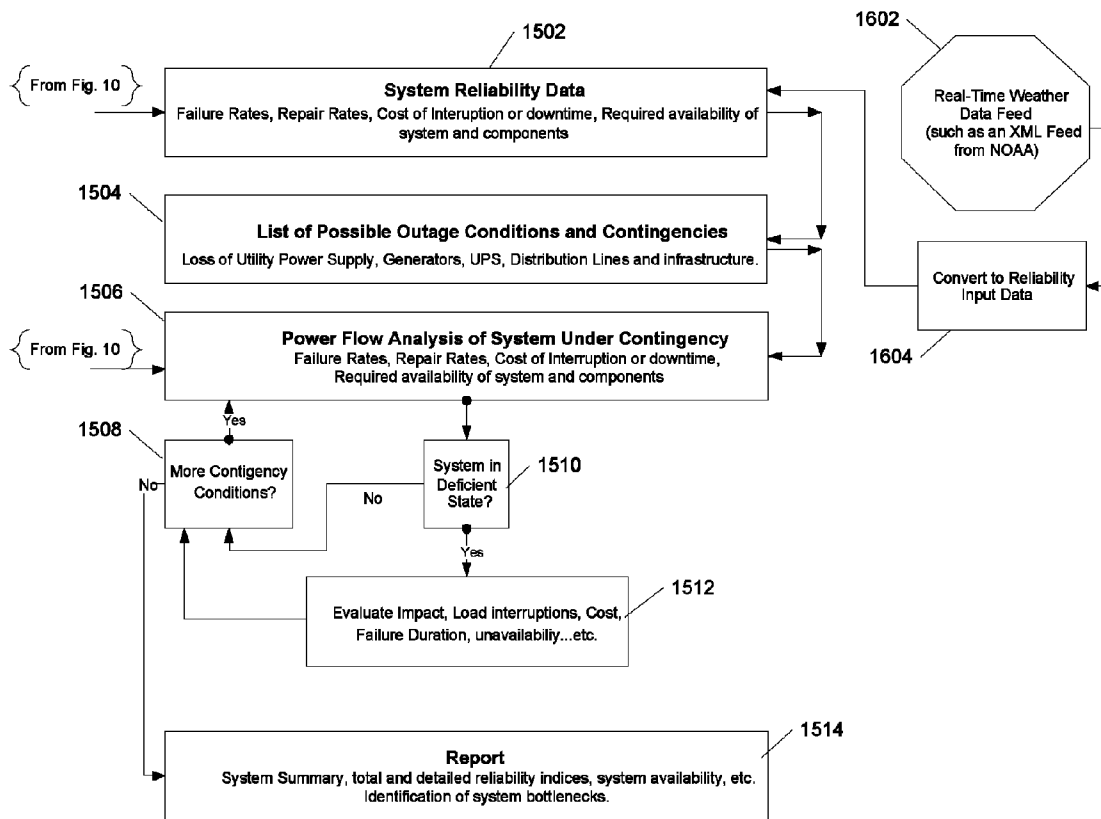 1502
1602
{From Fig. 10}
System Reliability Data
Failure Rates, Repair Rates, Cost of Interuption or downtime, Required availability of
system and components
Real-Time Weather
Data Feed
(such as an XML Feed
from NOAA)
1504
List of Possible Outage Conditions and Contingencies
Loss of Utility Power Supply, Generators, UPS, Distribution Lines and infrastructure.
Convert to Reliability
Input Data
1604
1506
{From Fig. 10}
Power Flow Analysis of System Under Contingency
Failure Rates, Repair Rates, Cost of Interruption or downtime,
Required availability of system and components
Yes
1508
More Contigency
Conditions?
No
System in
Deficient
State?
1510
No
Yes
1512
Evaluate Impact, Load interruptions, Cost,
Failure Duration, unavailabiliy...etc.
1514
Report
System Summary, total and detailed reliability indices, system availability, etc.
Identification of system bottlenecks.